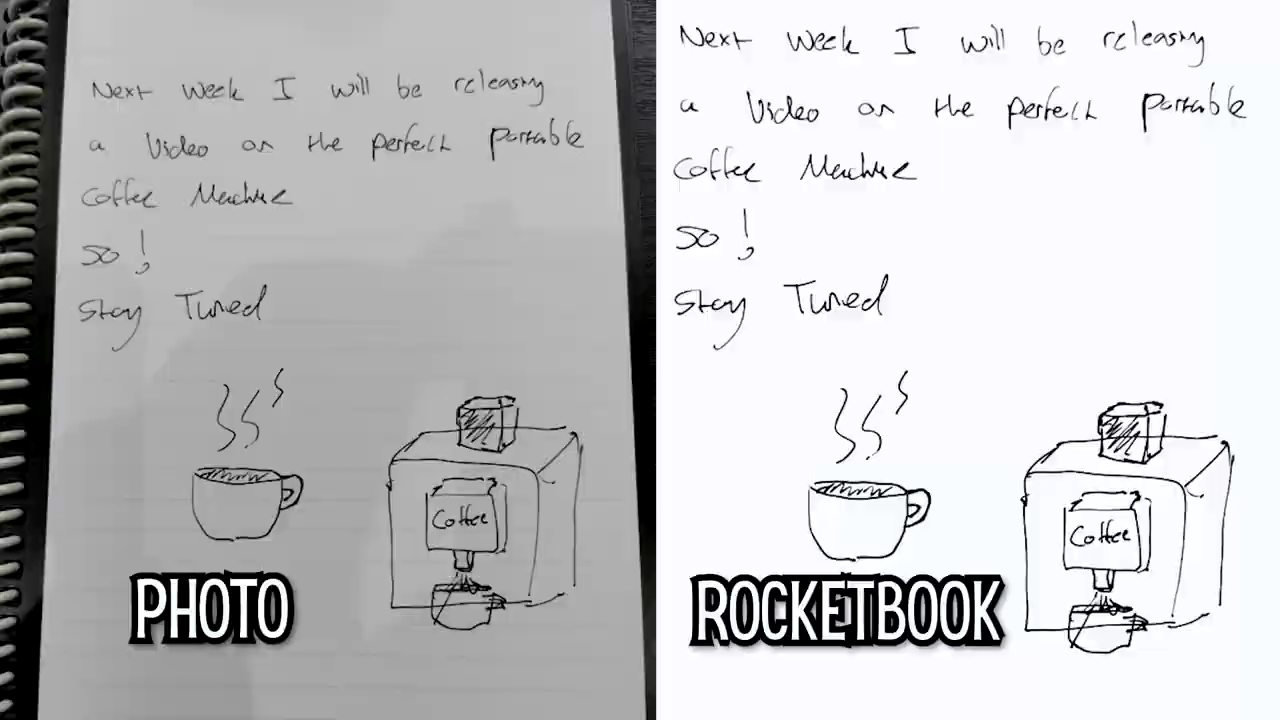 Next Week I will be releasing
a Video on the perfect portable
Coffee Machine
So!
Stay Tuned
Coffee
PHOTO
Next Week I will be releasing
a Video on the perfect portable
Coffee Machine
So!
Stay Tuned
Coffee
ROCKETBOOK